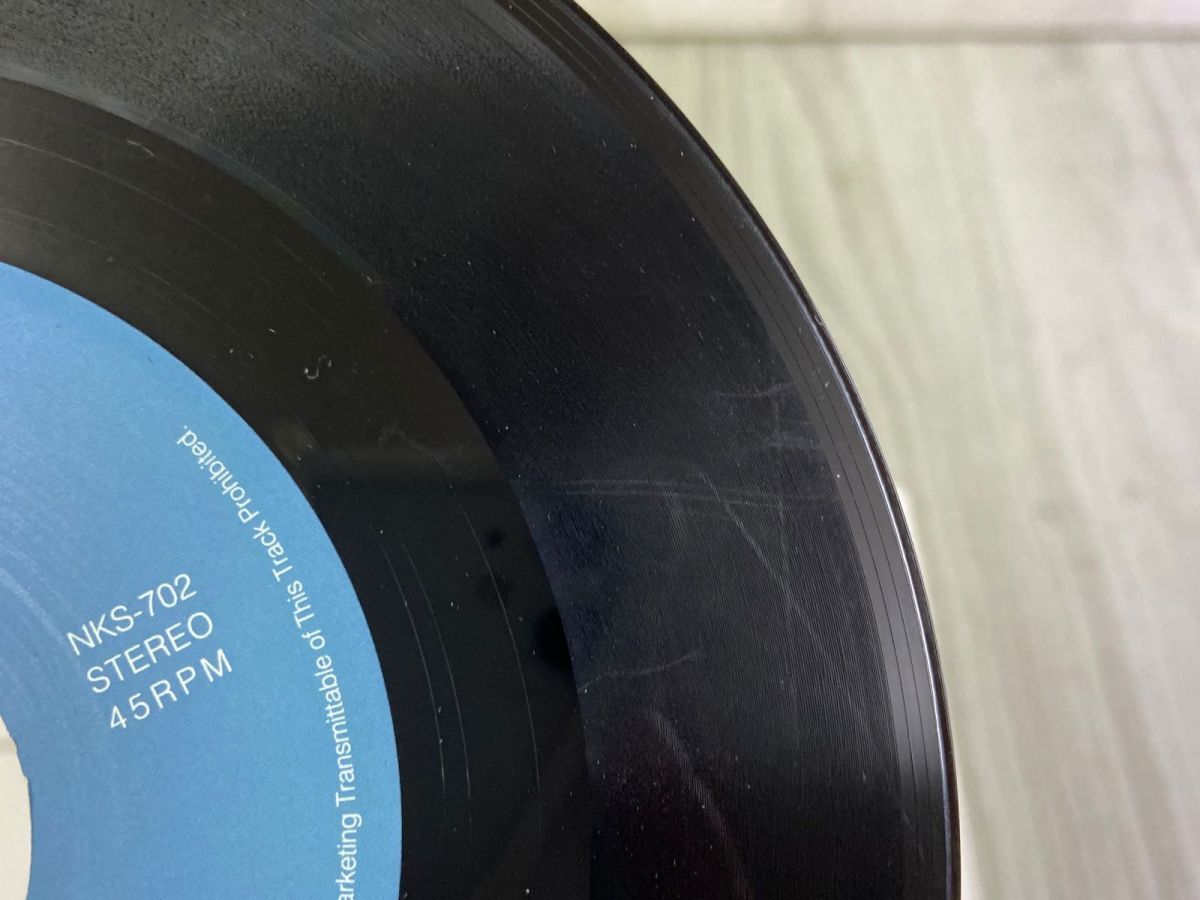 NKS-702
STEREO
45RPM
arketing Transmittable of This Track Prohibited.
S